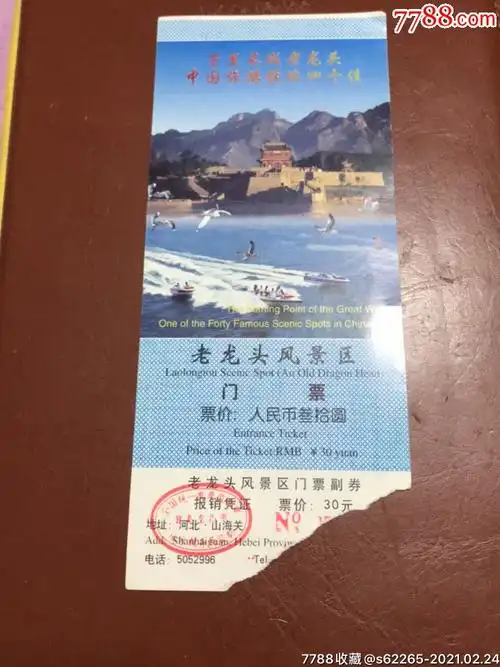 7788.com
万里长城老龙头
中国旅游胜地四十佳
The Starting Point of the Great W
One of the Forty Famous Scenic Spots in China
老龙头风景区
Laolongtou Scenic Spot (An Old Dragon Head)
门 票
票价：人民币叁拾圆
Entrance Ticket
Price of the Ticket RMB ￥30 yuan
老龙头风景区门票副券
报销凭证 票价：30元
No
地址：河北·山海关
Add. Shanhaiguan, Hebei Provi
电话：5052996 Tel
7788收藏@s62265-2021.02.24